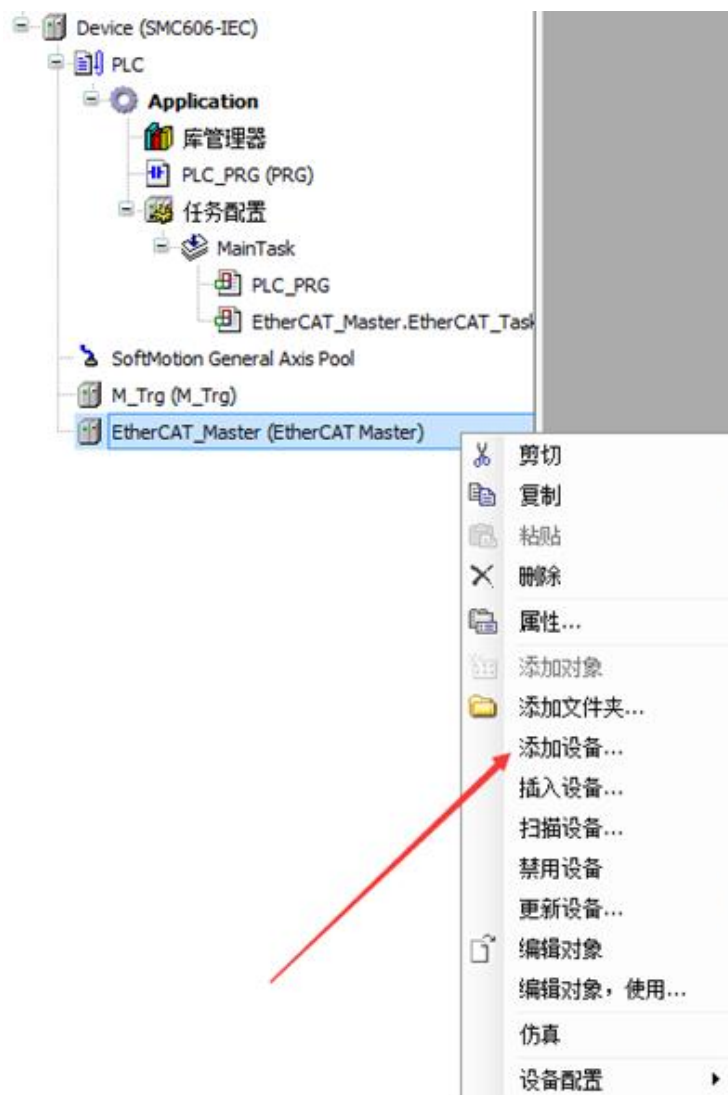 Device (SMC606-IEC)
PLC
Application
库管理器
PLC_PRG (PRG)
任务配置
MainTask
PLC_PRG
EtherCAT_Master.EtherCAT_Task
SoftMotion General Axis Pool
M_Trg (M_Trg)
EtherCAT_Master (EtherCAT Master)
剪切
复制
粘贴
删除
属性...
添加对象
添加文件夹...
添加设备...
插入设备...
扫描设备...
禁用设备
更新设备...
编辑对象
编辑对象，使用...
仿真
设备配置